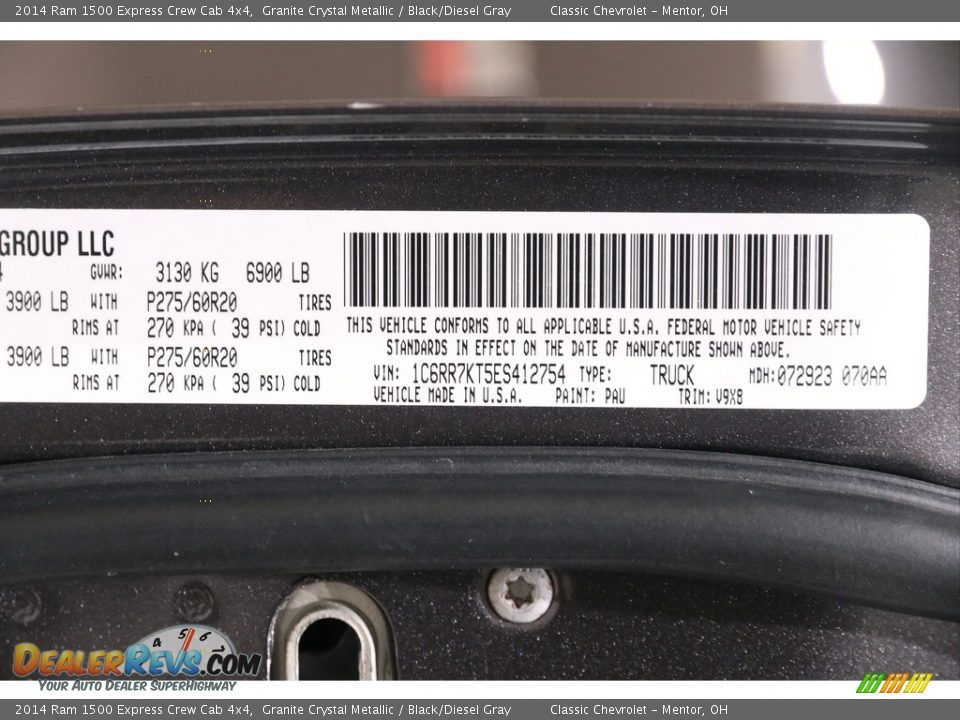 2014 Ram 1500 Express Crew Cab 4x4, Granite Crystal Metallic / Black/Diesel Gray Classic Chevrolet – Mentor, OH
GROUP LLC
GVWR: 3130 KG 6900 LB
3900 LB WITH P275/60R20 TIRES
RIMS AT 270 KPA ( 39 PSI) COLD
3900 LB WITH P275/60R20 TIRES
RIMS AT 270 KPA ( 39 PSI) COLD
THIS VEHICLE CONFORMS TO ALL APPLICABLE U.S.A. FEDERAL MOTOR VEHICLE SAFETY
STANDARDS IN EFFECT ON THE DATE OF MANUFACTURE SHOWN ABOVE.
VIN: 1C6RR7KT5ES412754 TYPE: TRUCK MDH:072923 070AA
VEHICLE MADE IN U.S.A. PAINT: PAU TRIM: V9X8
4 5 6
DEALERREVS.COM
YOUR AUTO DEALER SUPERHIGHWAY
2014 Ram 1500 Express Crew Cab 4x4, Granite Crystal Metallic / Black/Diesel Gray Classic Chevrolet – Mentor, OH